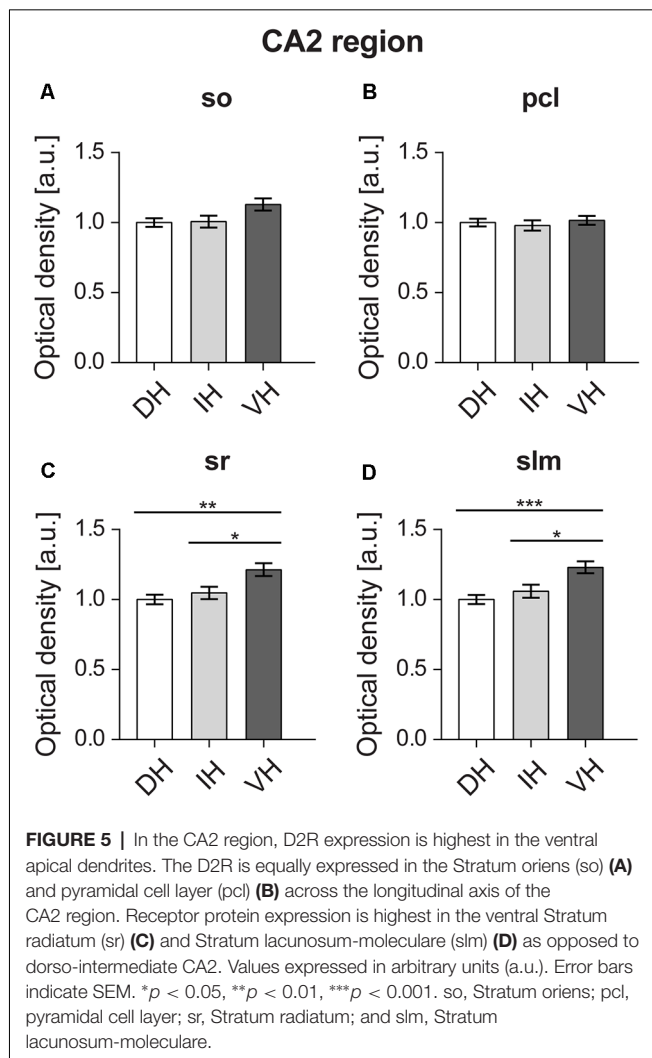 CA2 region
A
so
B
pcl
Optical density [a.u.]
1.5
1.0
0.5
0.0
DH
IH
VH
Optical density [a.u.]
1.5
1.0
0.5
0.0
DH
IH
VH
C
sr
D
slm
Optical density [a.u.]
1.5
1.0
0.5
0.0
**
*
DH
IH
VH
Optical density [a.u.]
1.5
1.0
0.5
0.0
***
*
DH
IH
VH
FIGURE 5 | In the CA2 region, D2R expression is highest in the ventral
apical dendrites. The D2R is equally expressed in the Stratum oriens (so) (A)
and pyramidal cell layer (pcl) (B) across the longitudinal axis of the
CA2 region. Receptor protein expression is highest in the ventral Stratum
radiatum (sr) (C) and Stratum lacunosum-moleculare (slm) (D) as opposed to
dorso-intermediate CA2. Values expressed in arbitrary units (a.u.). Error bars
indicate SEM. *p < 0.05, **p < 0.01, ***p < 0.001. so, Stratum oriens; pcl,
pyramidal cell layer; sr, Stratum radiatum; and slm, Stratum
lacunosum-moleculare.